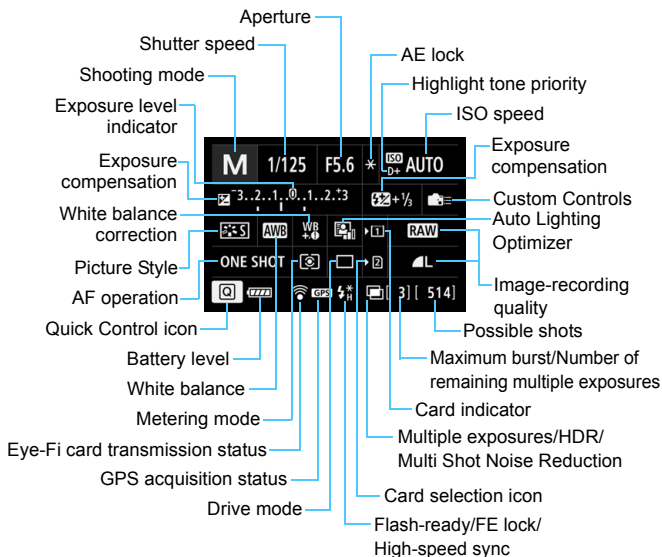 Aperture
Shutter speed
AE lock
Shooting mode
Highlight tone priority
Exposure level
indicator
ISO speed
Exposure
compensation
Exposure
compensation
M 1/125 F5.6 * ISO D+ AUTO
-3..2..1..0..1..2.+3
+1/3
Custom Controls
White balance
correction
Auto Lighting
Optimizer
S AWB WB +,- 1 RAW
Picture Style
ONE SHOT 2 L
AF operation
Image-recording
quality
Q GPS H [ 3] [ 514]
Quick Control icon
Possible shots
Battery level
Maximum burst/Number of
remaining multiple exposures
White balance
Card indicator
Metering mode
Multiple exposures/HDR/
Multi Shot Noise Reduction
Eye-Fi card transmission status
GPS acquisition status
Card selection icon
Drive mode
Flash-ready/FE lock/
High-speed sync